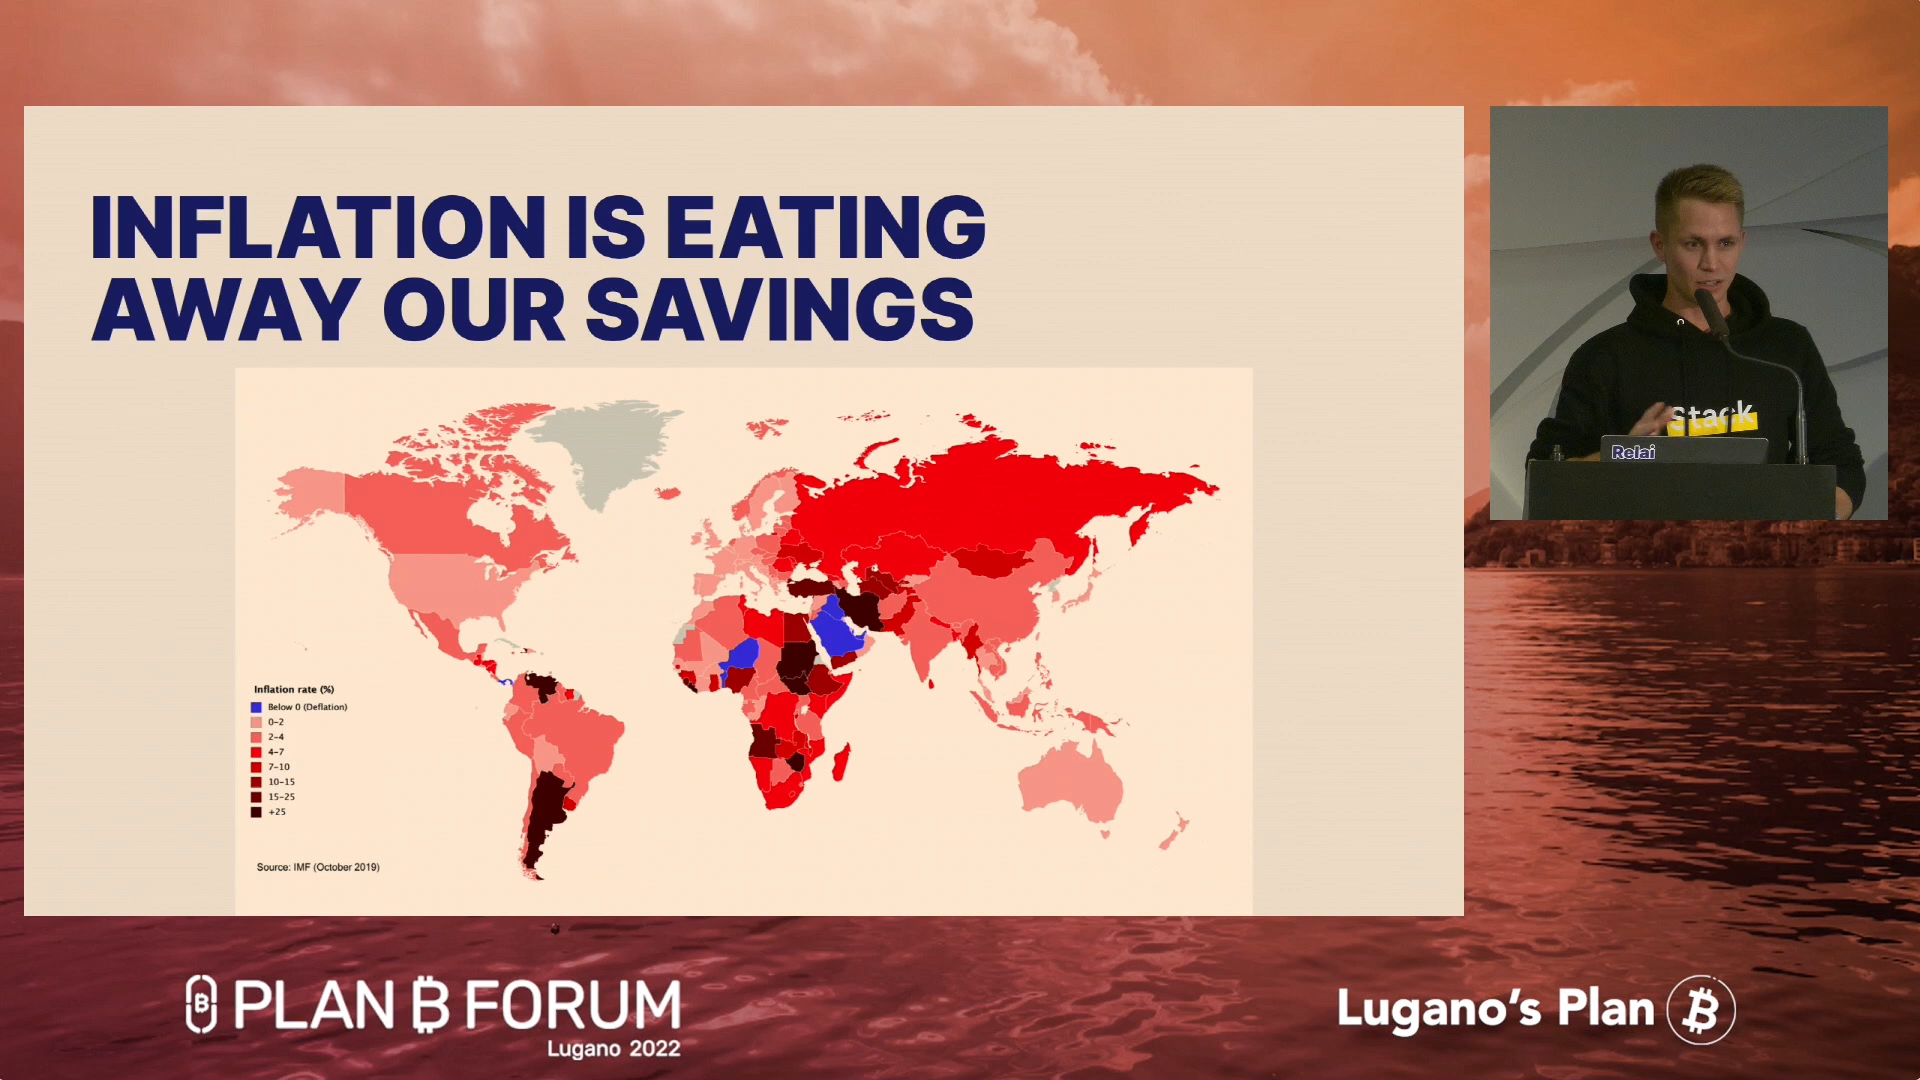 INFLATION IS EATING
AWAY OUR SAVINGS
Inflation rate (%)
Below 0 (Deflation)
0–2
2–4
4–7
7–10
10–15
15–25
+25
Source: IMF (October 2019)
Stack
Relai
PLAN ₿ FORUM
Lugano 2022
Lugano's Plan ₿